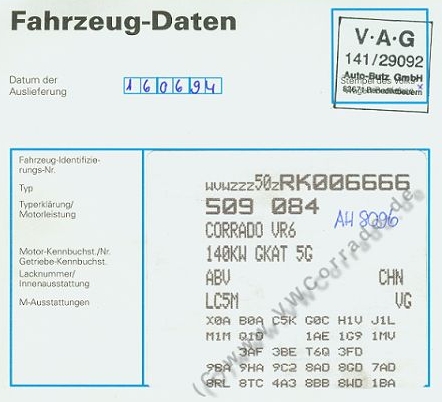 Fahrzeug-Daten
V·A·G
141/29092
Auto-Butz GmbH
Datum der
Auslieferung
160694
Fahrzeug-Identifizie-
rungs-Nr.
WVWZZZ50ZRK006666
Typ
509 084
Typerklärung/
Motorleistung
AH 8996
CORRADO VR6
140KW GKAT 5G
Motor-Kennbuchst./Nr.
Getriebe-Kennbuchst.
ABV CHN
Lacknummer/
Innenausstattung
LC5M VG
M-Ausstattungen
X0A B0A C5K G0C H1V J1L
M1M Q1D 1AE 1G9 1MV
3AF 3BE T6Q 3FD
9BA 9HA 9C2 8AD 8GD 7AD
8RL 8TC 4A3 8BB 8WD 1BA
(C) www.VWCorrado.de